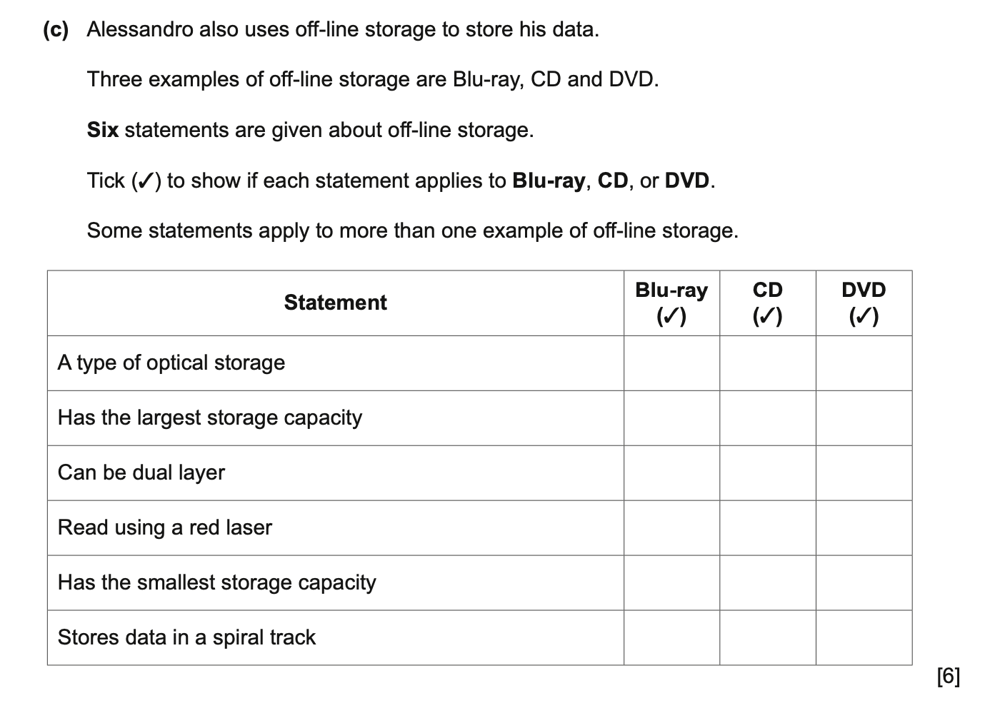 (c) Alessandro also uses off-line storage to store his data.
Three examples of off-line storage are Blu-ray, CD and DVD.
Six statements are given about off-line storage.
Tick (✓) to show if each statement applies to Blu-ray, CD, or DVD.
Some statements apply to more than one example of off-line storage.
Statement Blu-ray (✓) CD (✓) DVD (✓)
A type of optical storage
Has the largest storage capacity
Can be dual layer
Read using a red laser
Has the smallest storage capacity
Stores data in a spiral track
[6]